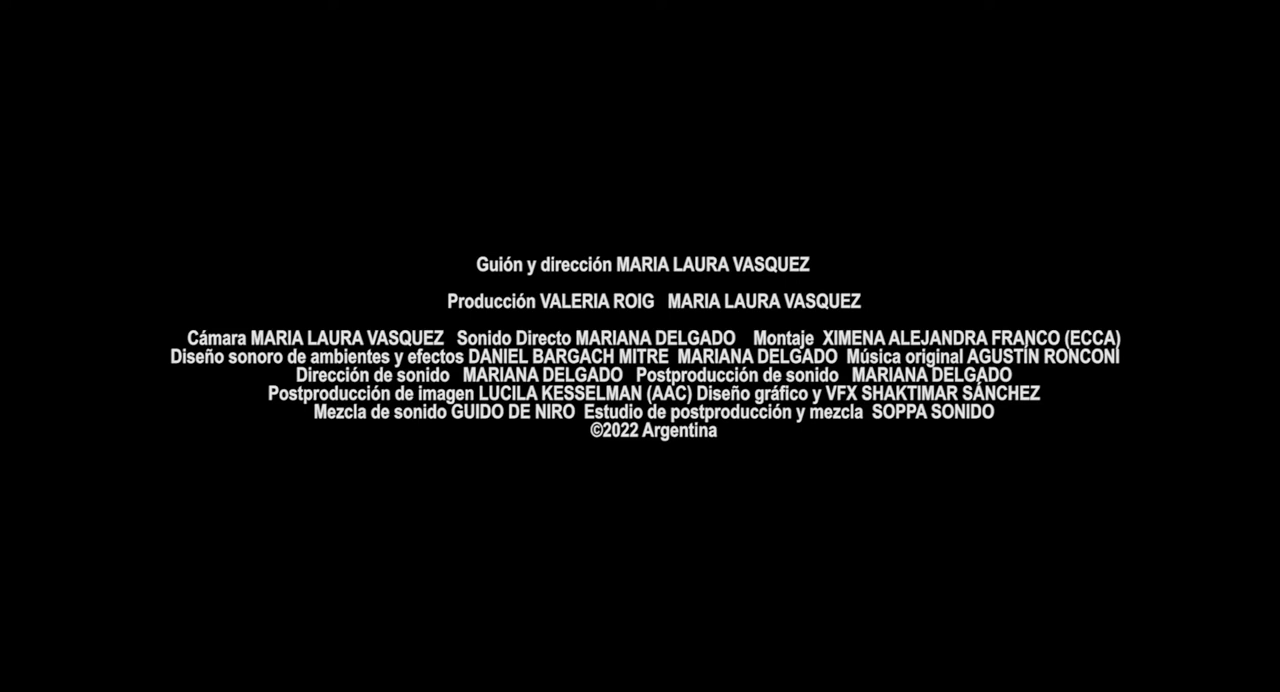 Guión y dirección MARIA LAURA VASQUEZ
Producción VALERIA ROIG MARIA LAURA VASQUEZ
Cámara MARIA LAURA VASQUEZ Sonido Directo MARIANA DELGADO Montaje XIMENA ALEJANDRA FRANCO (ECCA)
Diseño sonoro de ambientes y efectos DANIEL BARGACH MITRE MARIANA DELGADO Música original AGUSTÍN RONCONI
Dirección de sonido MARIANA DELGADO Postproducción de sonido MARIANA DELGADO
Postproducción de imagen LUCILA KESSELMAN (AAC) Diseño gráfico y VFX SHAKTIMAR SÁNCHEZ
Mezcla de sonido GUIDO DE NIRO Estudio de postproducción y mezcla SOPPA SONIDO
©2022 Argentina